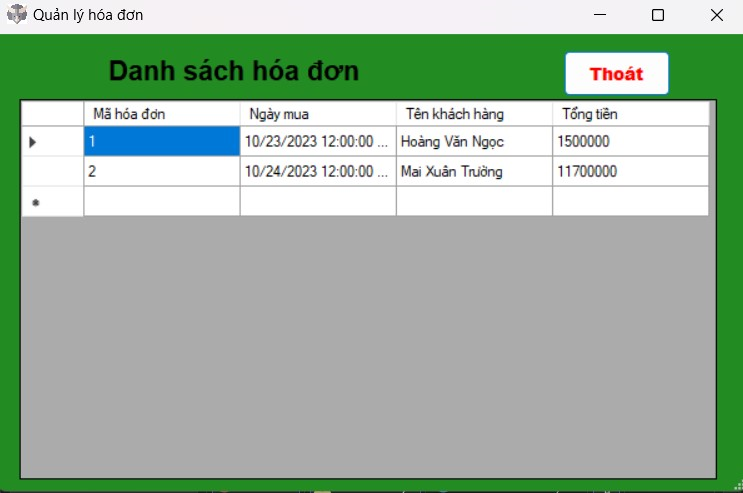 Quản lý hóa đơn
Danh sách hóa đơn
Thoát
Mã hóa đơn Ngày mua Tên khách hàng Tổng tiền
1 10/23/2023 12:00:00 ... Hoàng Văn Ngọc 1500000
2 10/24/2023 12:00:00 ... Mai Xuân Trường 11700000